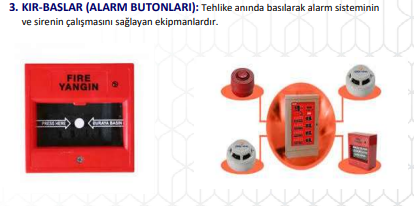 3. KIR-BASLAR (ALARM BUTONLARI): Tehlike anında basılarak alarm sisteminin
ve sirenin çalışmasını sağlayan ekipmanlardır.
FIRE
YANGIN
PRESS HERE
BURAYA BASIN